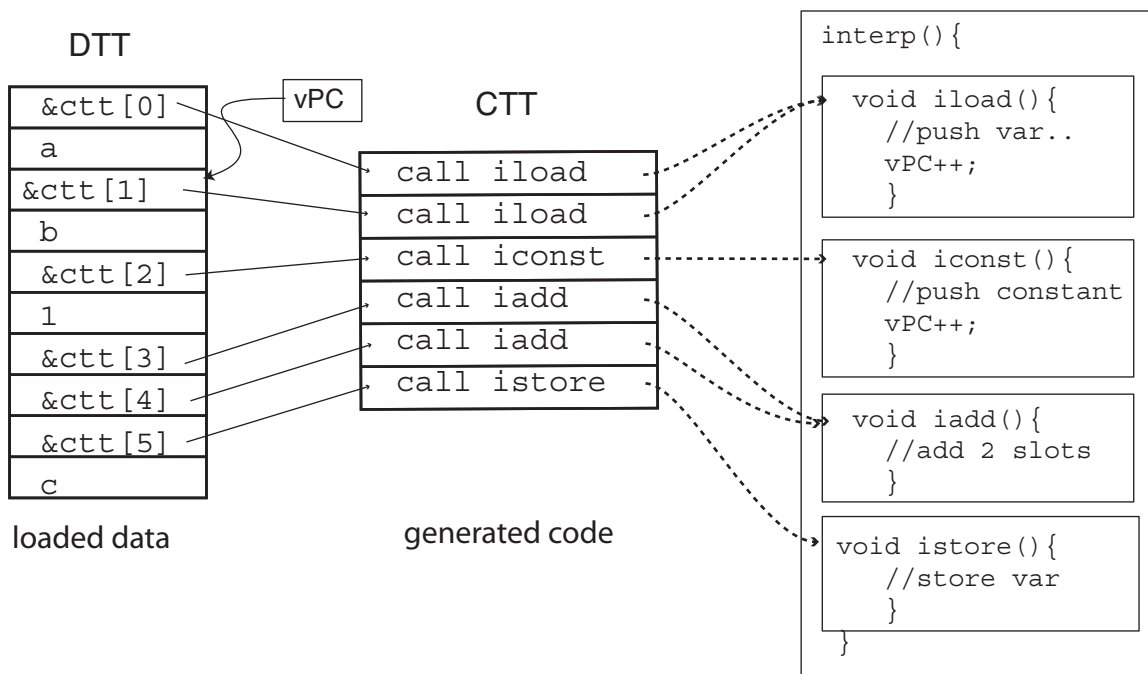 DTT
&ctt[0]
a
&ctt[1]
b
&ctt[2]
1
&ctt[3]
&ctt[4]
&ctt[5]
c
loaded data
vPC
CTT
call iload
call iload
call iconst
call iadd
call iadd
call istore
generated code
interp(){
void iload(){
//push var..
vPC++;
}
void iconst(){
//push constant
vPC++;
}
void iadd(){
//add 2 slots
}
void istore(){
//store var
}
}